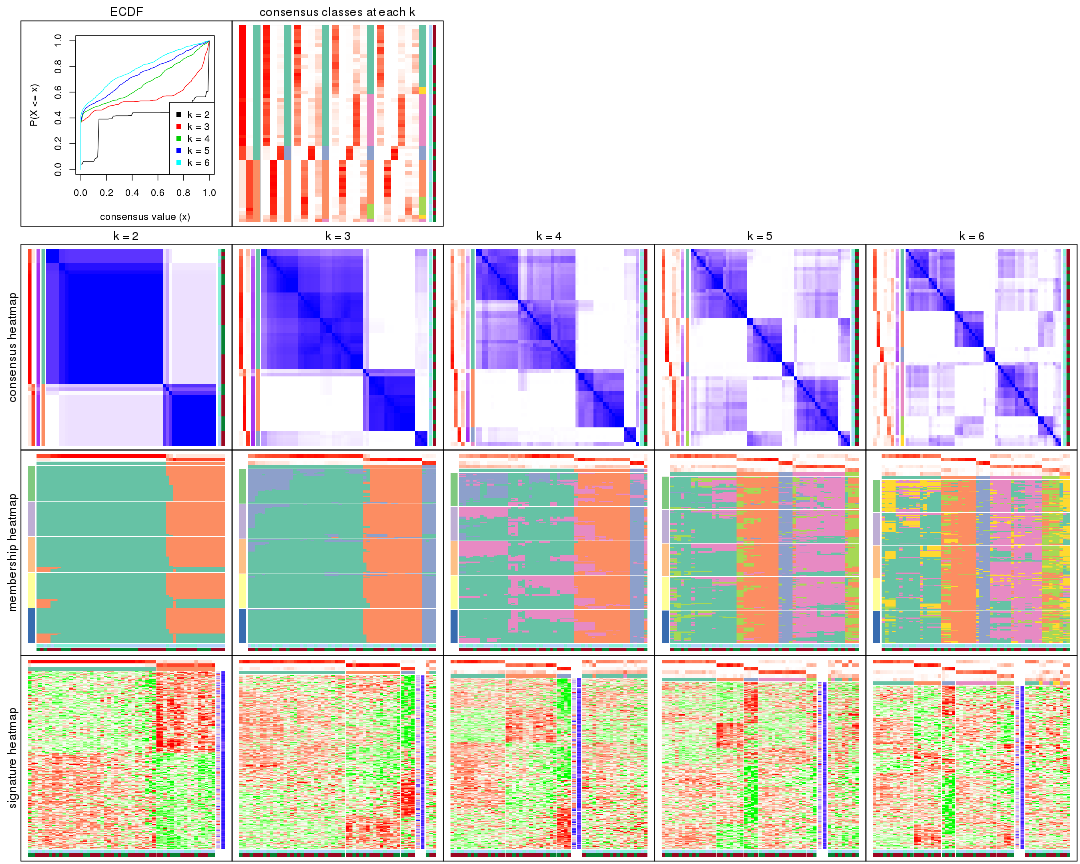 ECDF
consensus classes at each k
P(X <= x)
0.0 0.2 0.4 0.6 0.8 1.0
k = 2
k = 3
k = 4
k = 5
k = 6
0.0 0.2 0.4 0.6 0.8 1.0
consensus value (x)
k = 2 k = 3 k = 4 k = 5 k = 6
consensus heatmap
membership heatmap
signature heatmap